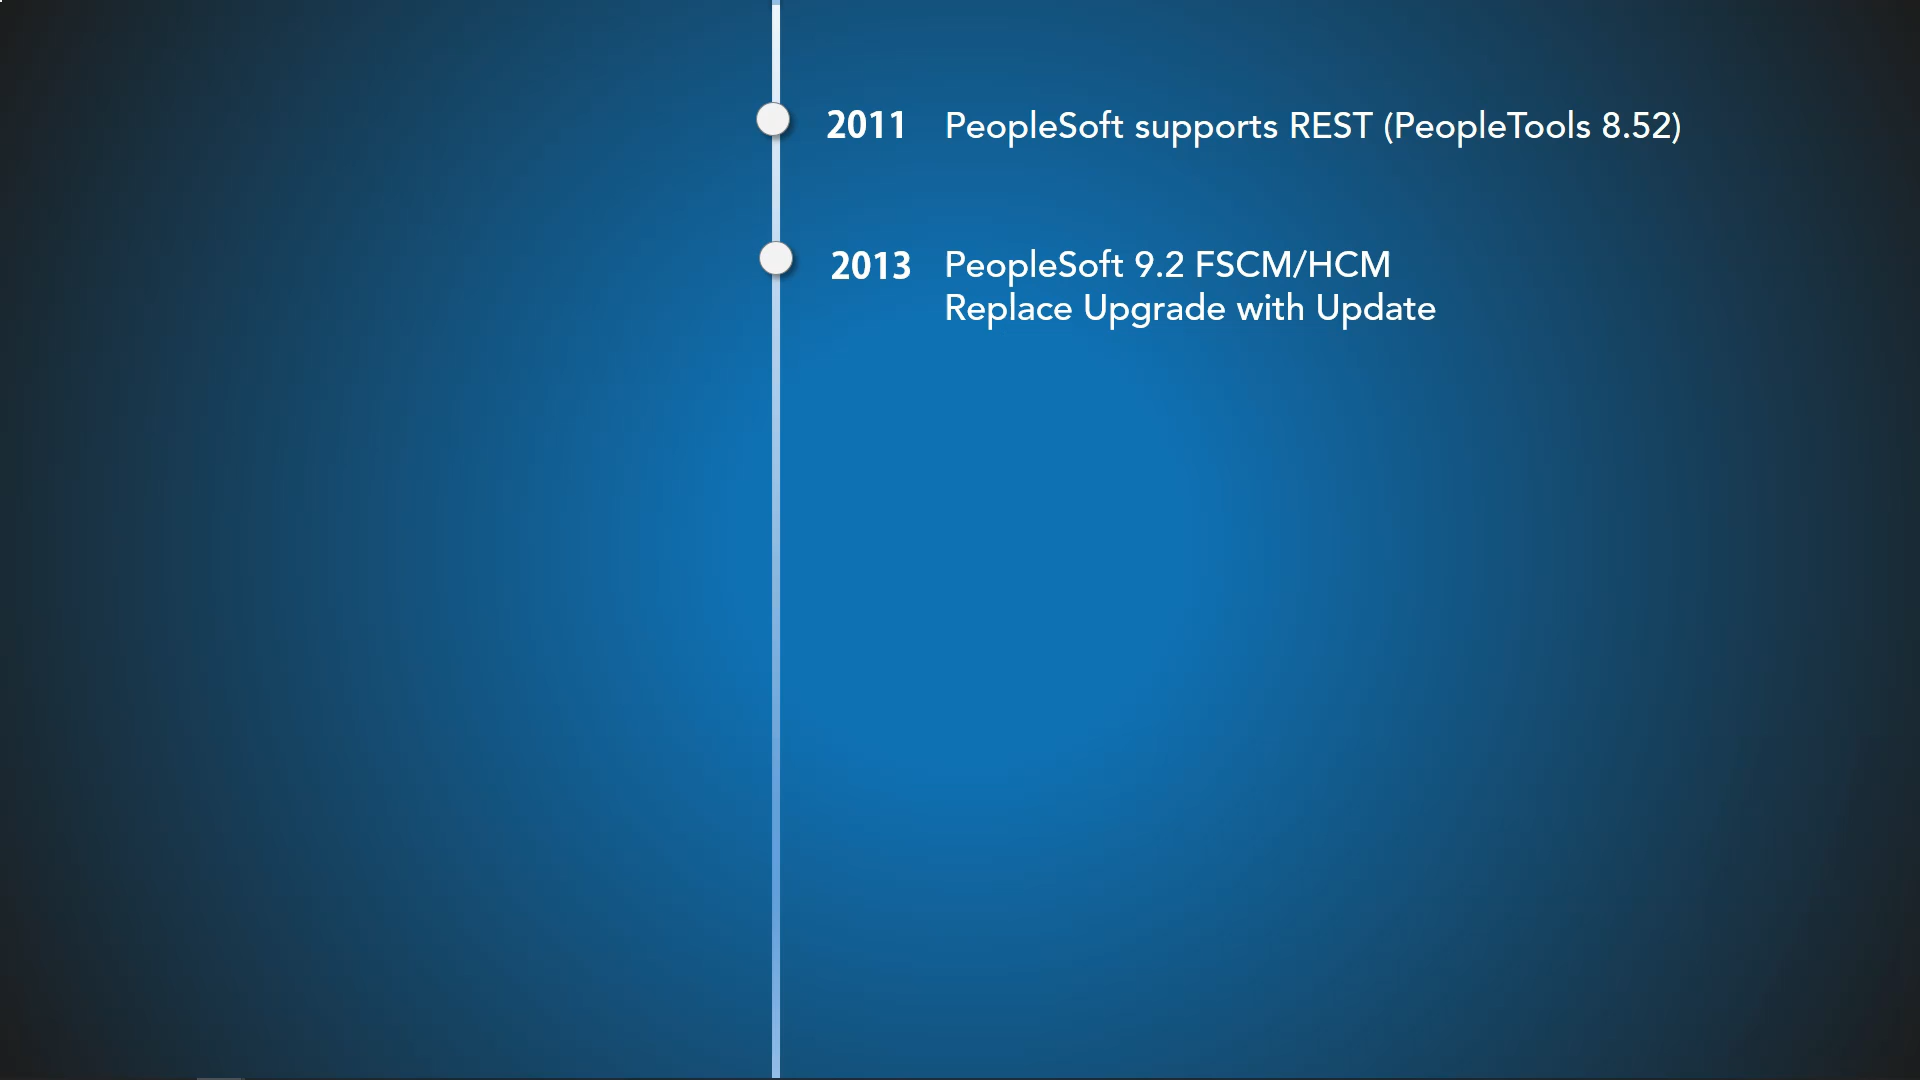 2011 PeopleSoft supports REST (PeopleTools 8.52)
2013 PeopleSoft 9.2 FSCM/HCM
Replace Upgrade with Update